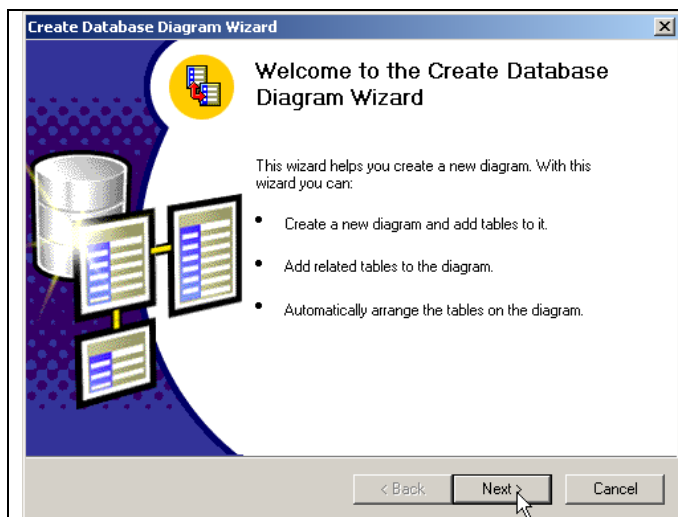 Create Database Diagram Wizard
Welcome to the Create Database
Diagram Wizard
This wizard helps you create a new diagram. With this
wizard you can:
• Create a new diagram and add tables to it.
• Add related tables to the diagram.
• Automatically arrange the tables on the diagram.
< Back
Next >
Cancel